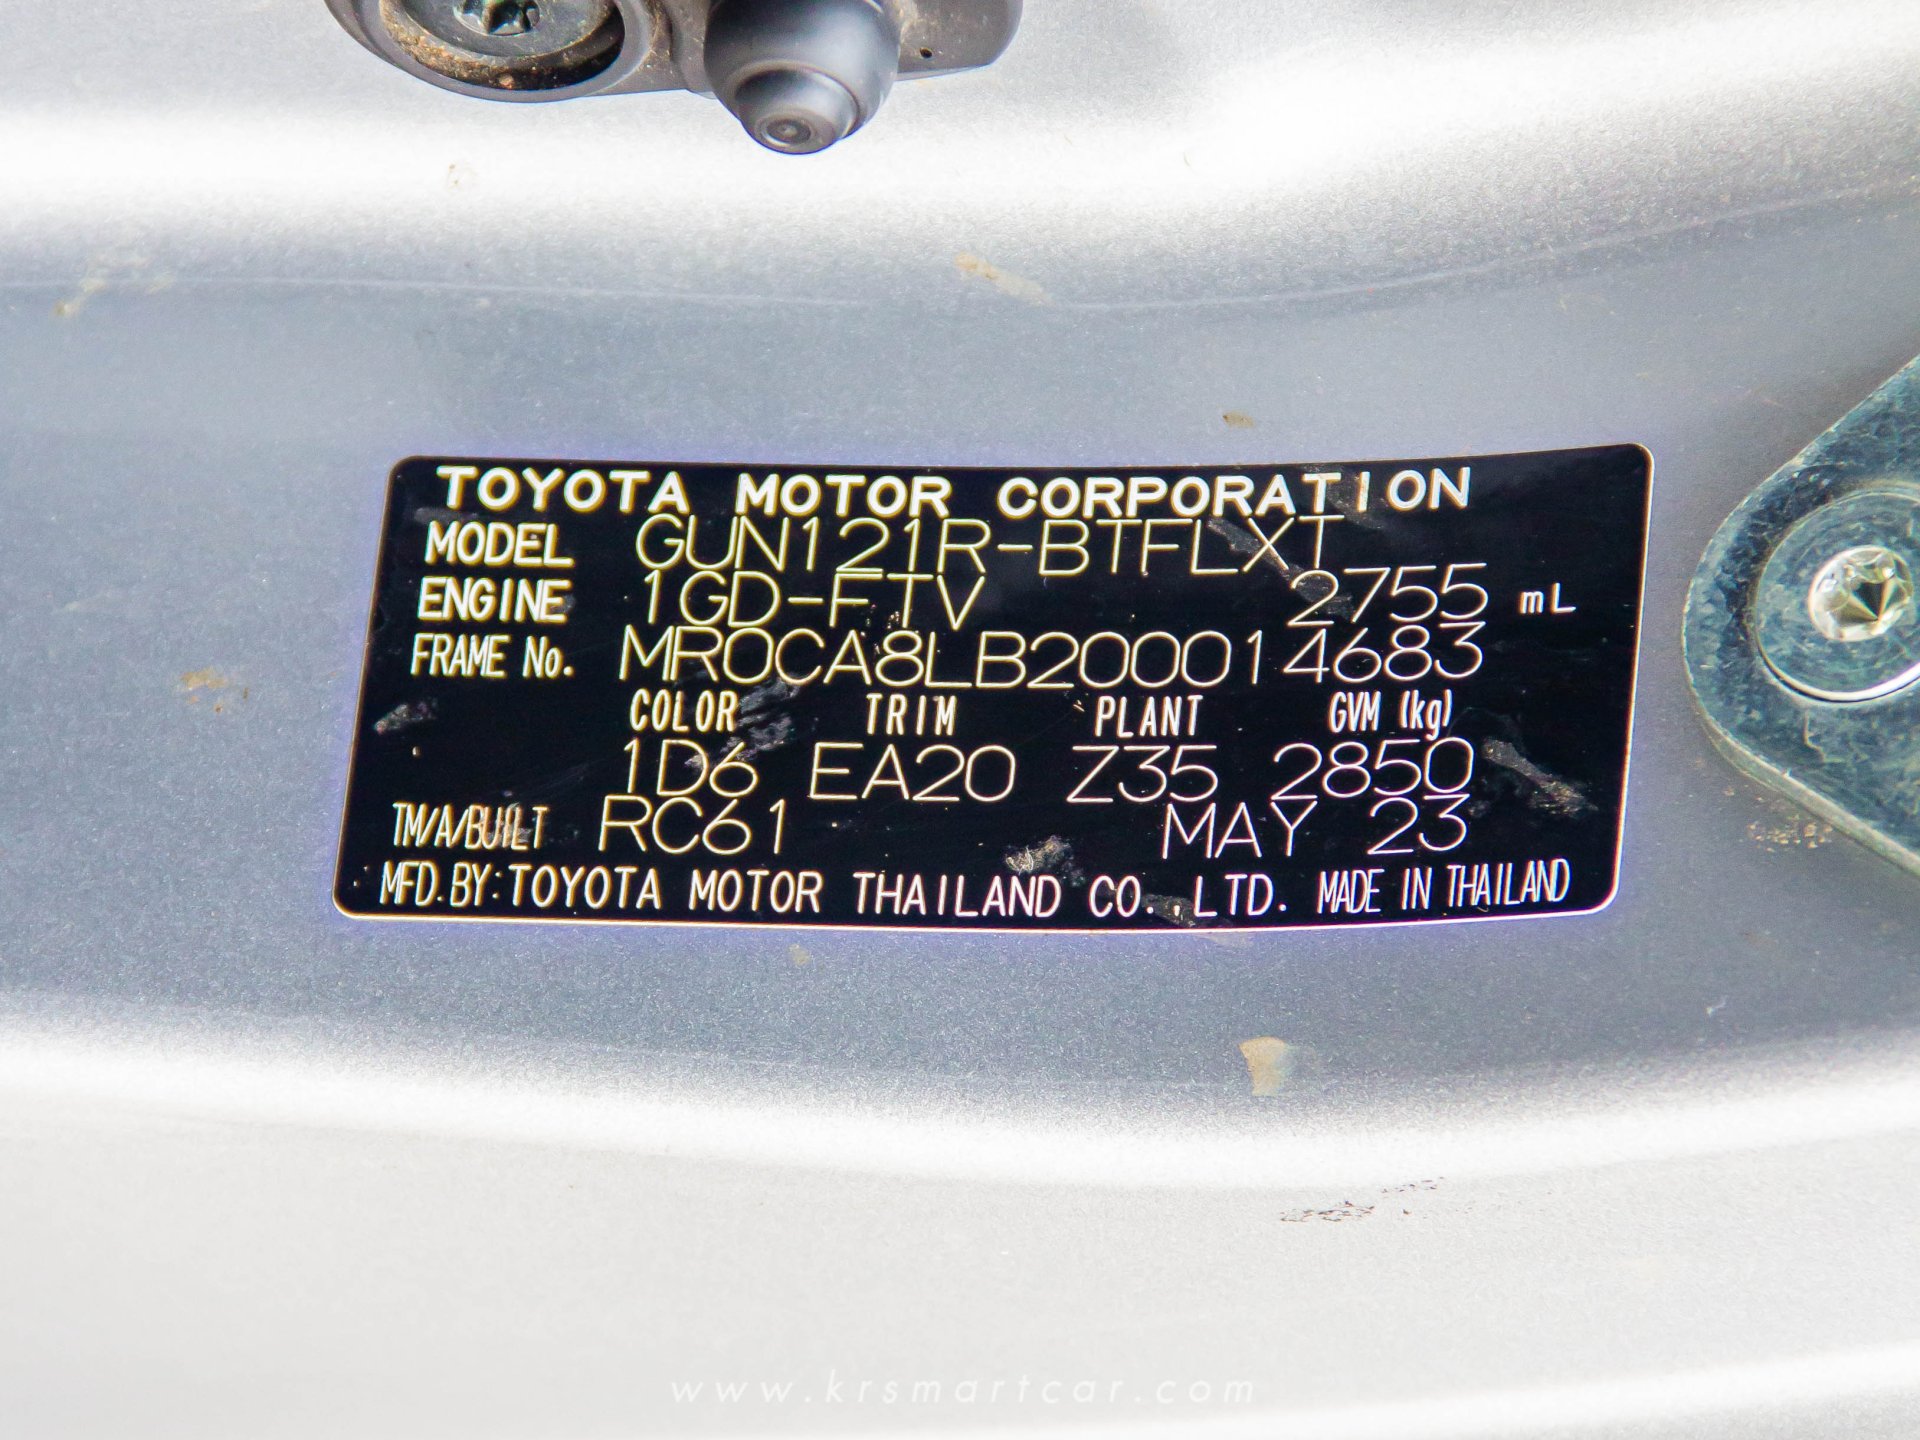 TOYOTA MOTOR CORPORATION
MODEL GUN121R-BTFLXT
ENGINE 1GD-FTV 2755 mL
FRAME No. MR0CA8LB200014683
COLOR TRIM PLANT GVM (kg)
1D6 EA20 Z35 2850
TM/A/BUILT RC61 MAY 23
MFD.BY:TOYOTA MOTOR THAILAND CO.,LTD. MADE IN THAILAND
www.krsmartcar.com